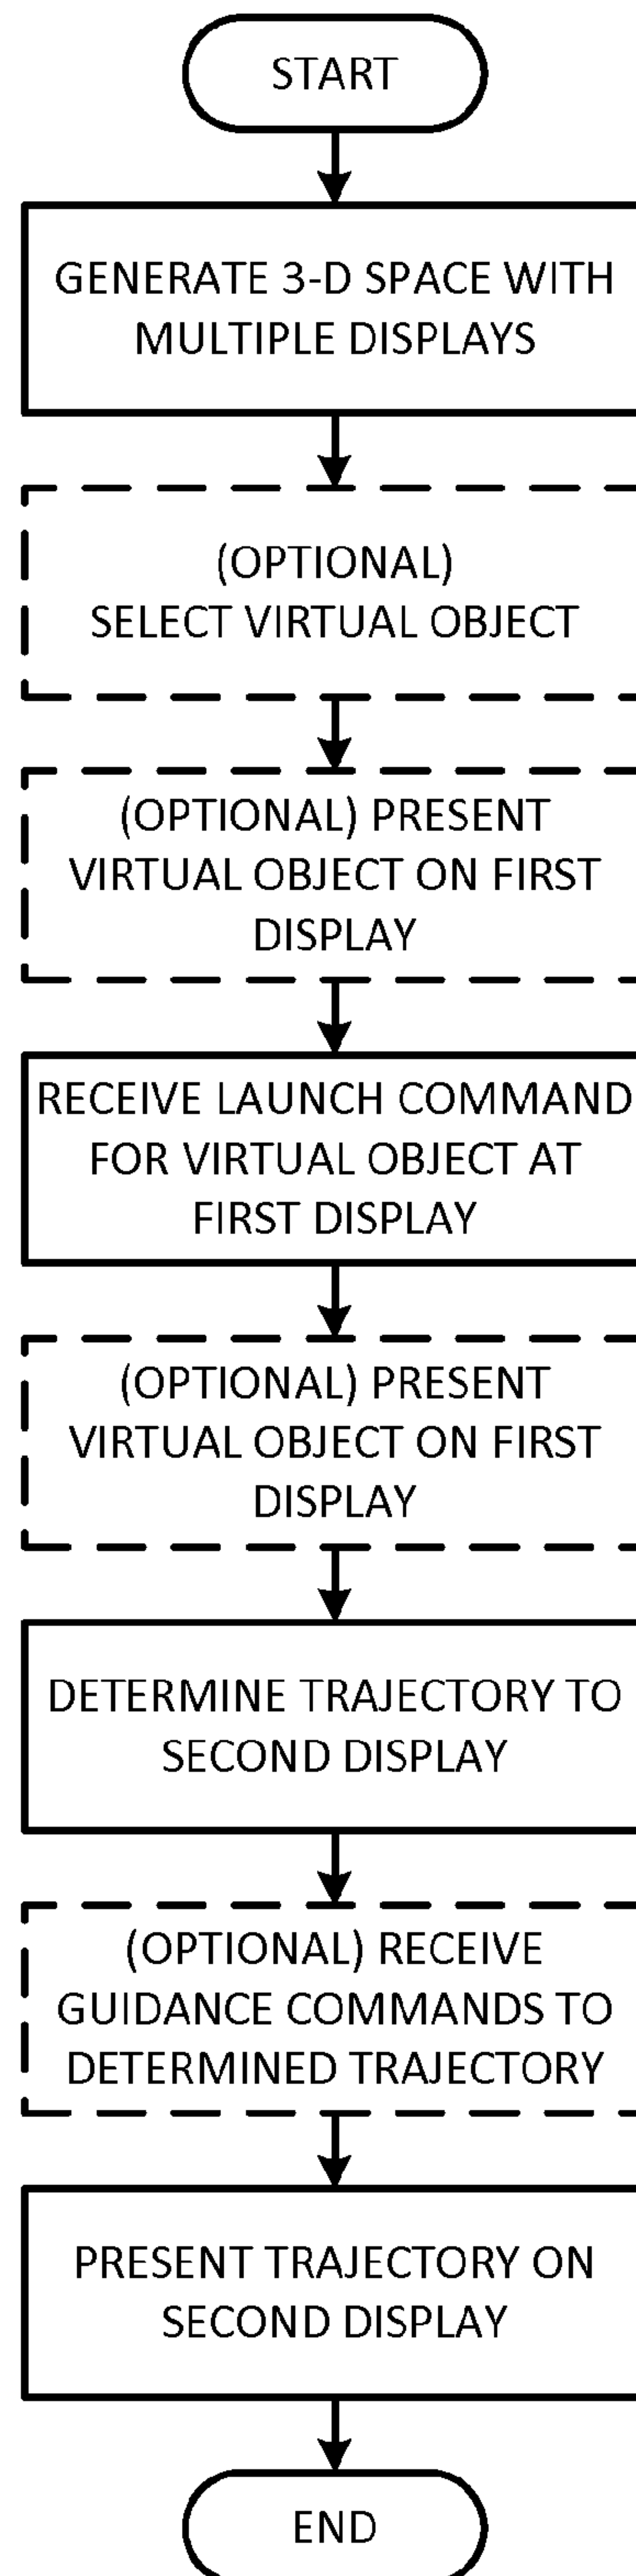 START
GENERATE 3-D SPACE WITH
MULTIPLE DISPLAYS
(OPTIONAL)
SELECT VIRTUAL OBJECT
(OPTIONAL) PRESENT
VIRTUAL OBJECT ON FIRST
DISPLAY
RECEIVE LAUNCH COMMAND
FOR VIRTUAL OBJECT AT
FIRST DISPLAY
(OPTIONAL) PRESENT
VIRTUAL OBJECT ON FIRST
DISPLAY
DETERMINE TRAJECTORY TO
SECOND DISPLAY
(OPTIONAL) RECEIVE
GUIDANCE COMMANDS TO
DETERMINED TRAJECTORY
PRESENT TRAJECTORY ON
SECOND DISPLAY
END